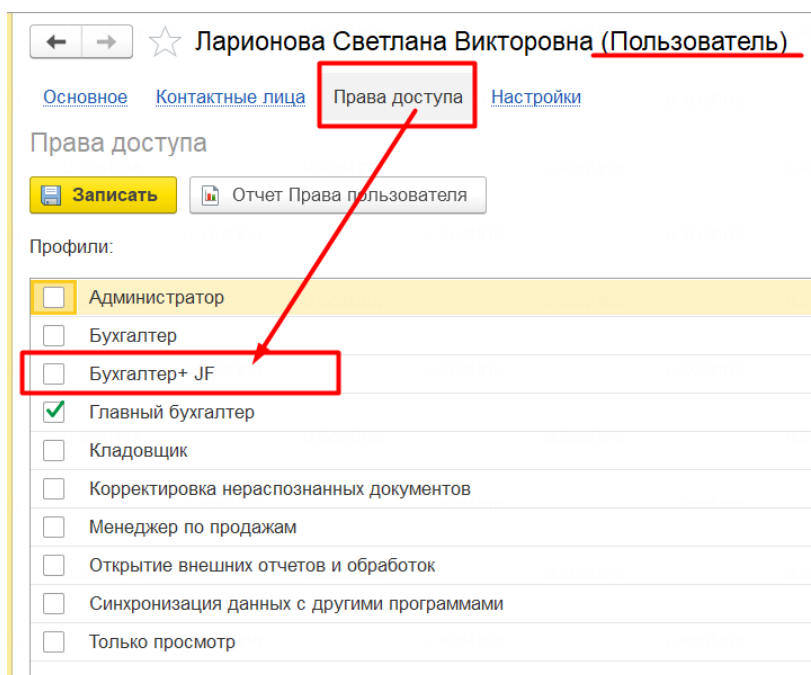 Ларионова Светлана Викторовна (Пользователь)
Основное Контактные лица Права доступа Настройки
Права доступа
Записать Отчет Права пользователя
Профили:
Администратор
Бухгалтер
Бухгалтер+ JF
Главный бухгалтер
Кладовщик
Корректировка нераспознанных документов
Менеджер по продажам
Открытие внешних отчетов и обработок
Синхронизация данных с другими программами
Только просмотр